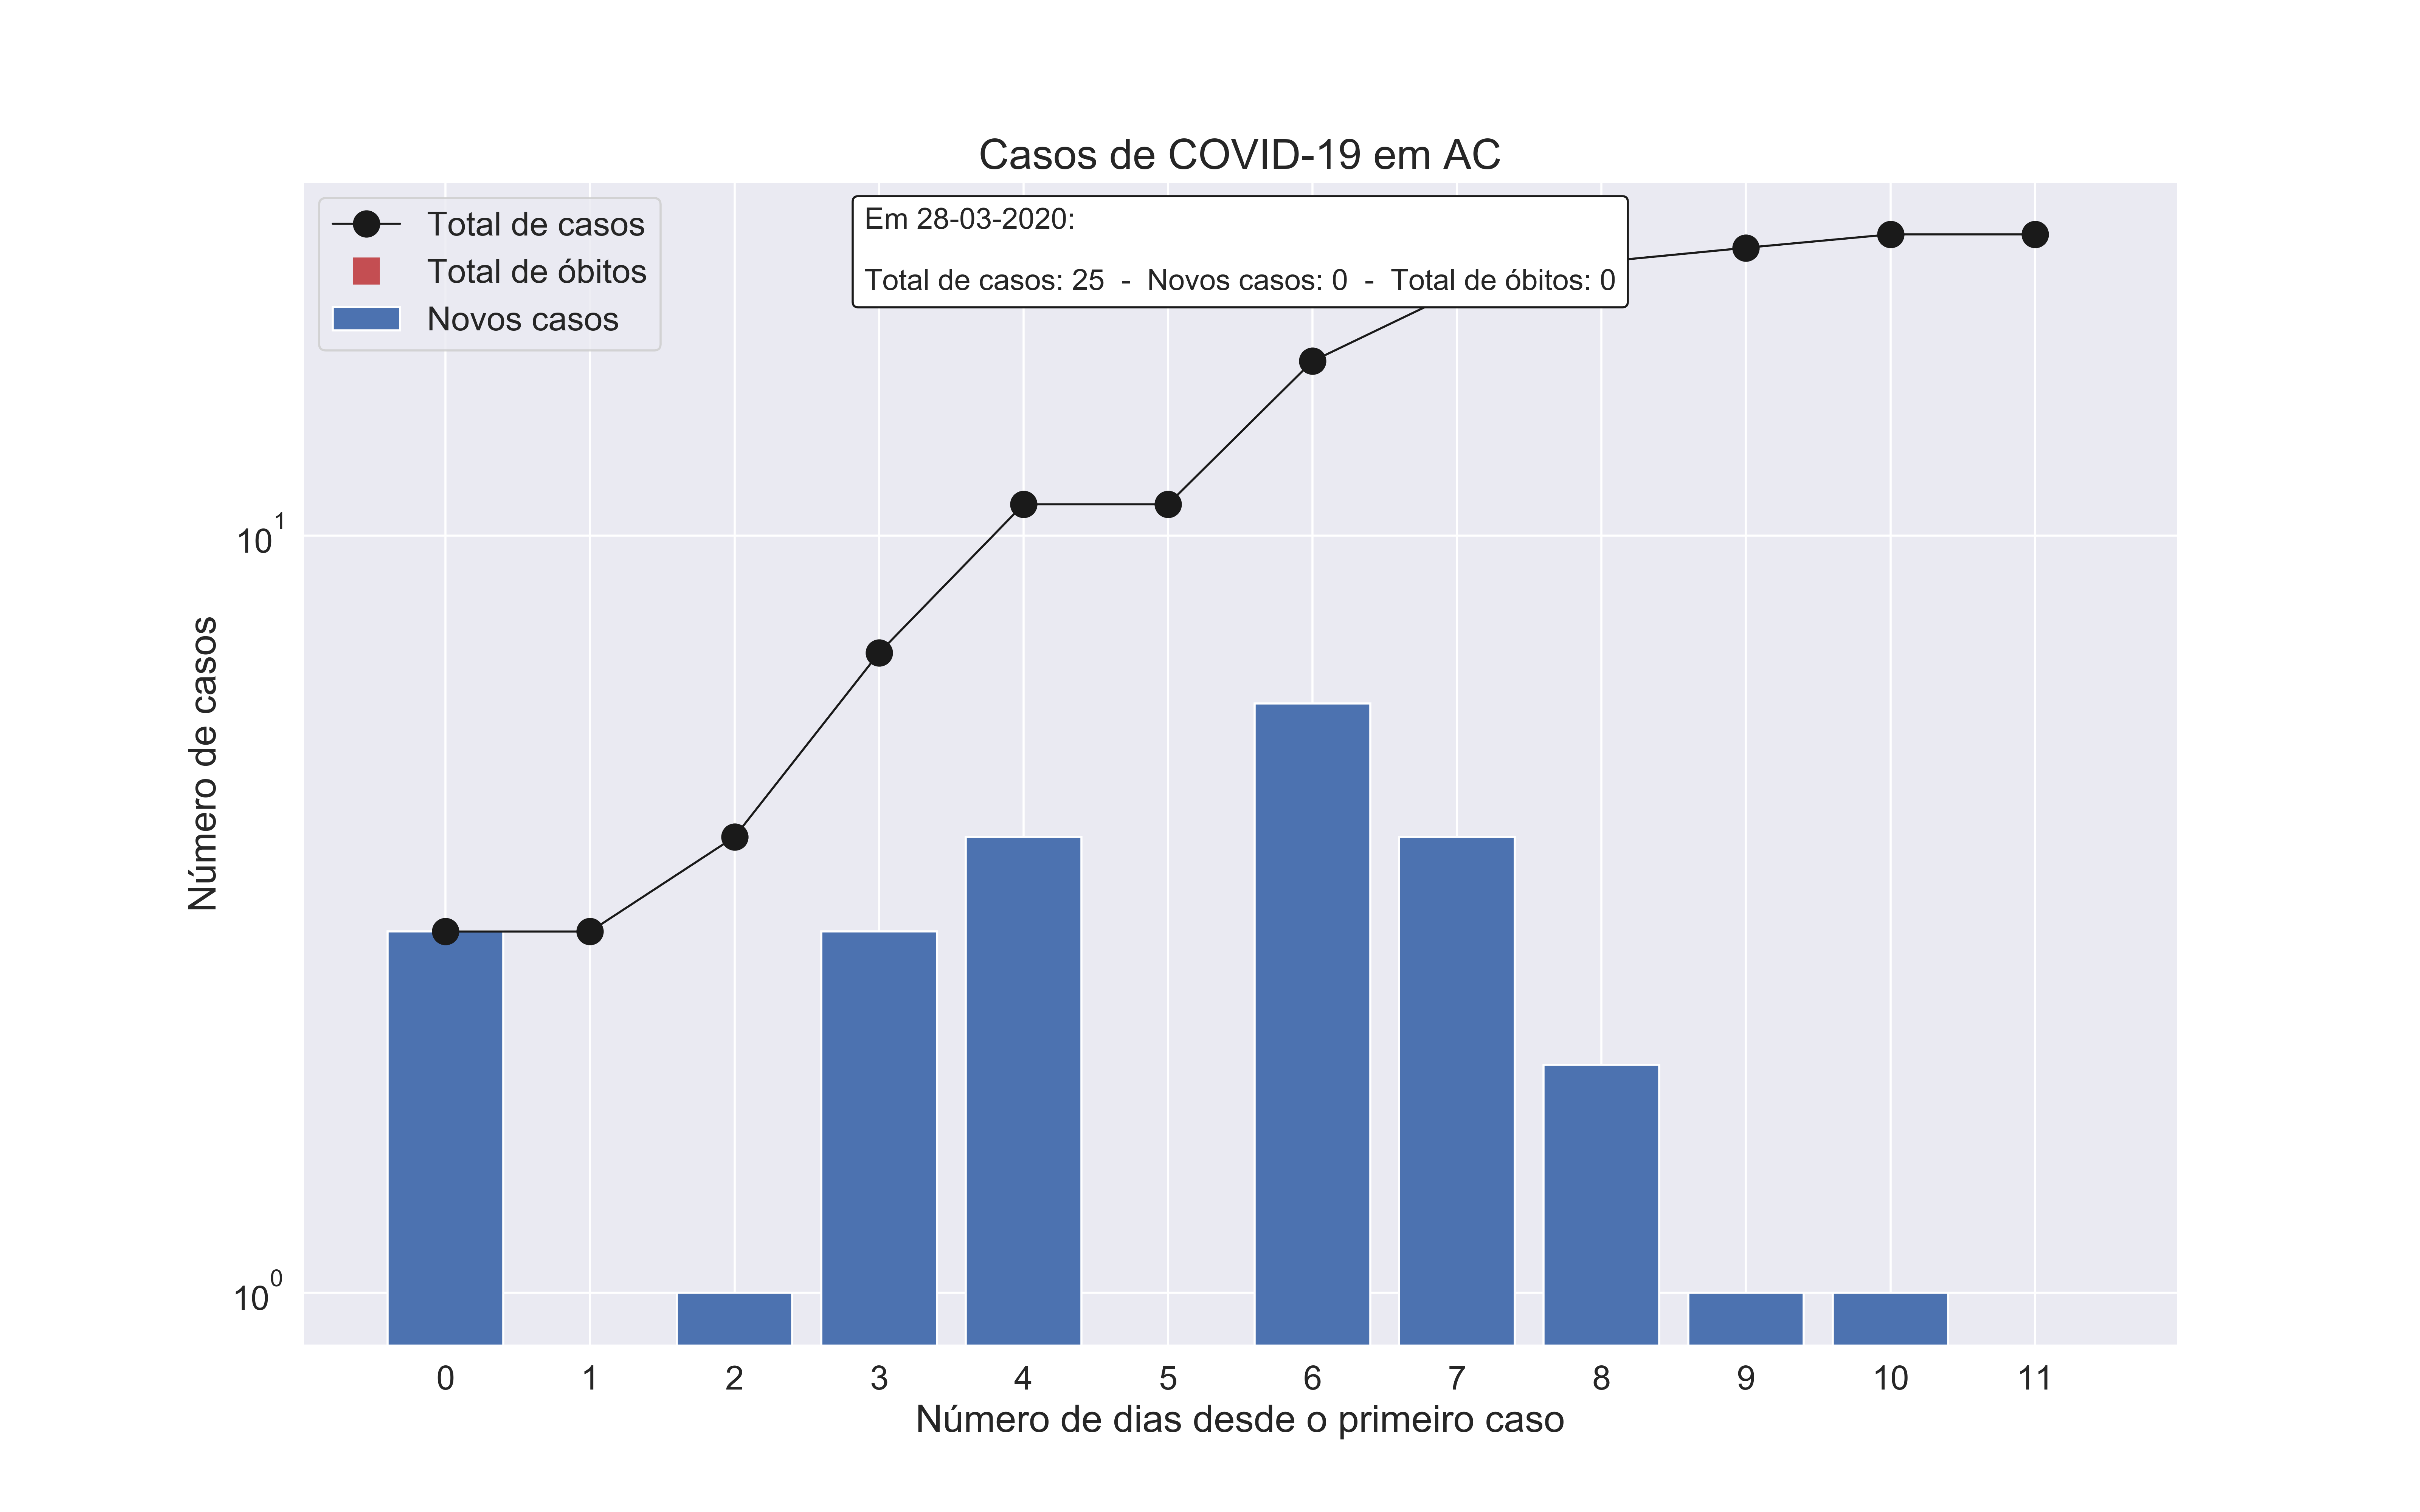 Casos de COVID-19 em AC
Total de casos
Total de óbitos
Novos casos
Em 28-03-2020:
Total de casos: 25 - Novos casos: 0 - Total de óbitos: 0
Número de casos
10^1
10^0
0 1 2 3 4 5 6 7 8 9 10 11
Número de dias desde o primeiro caso